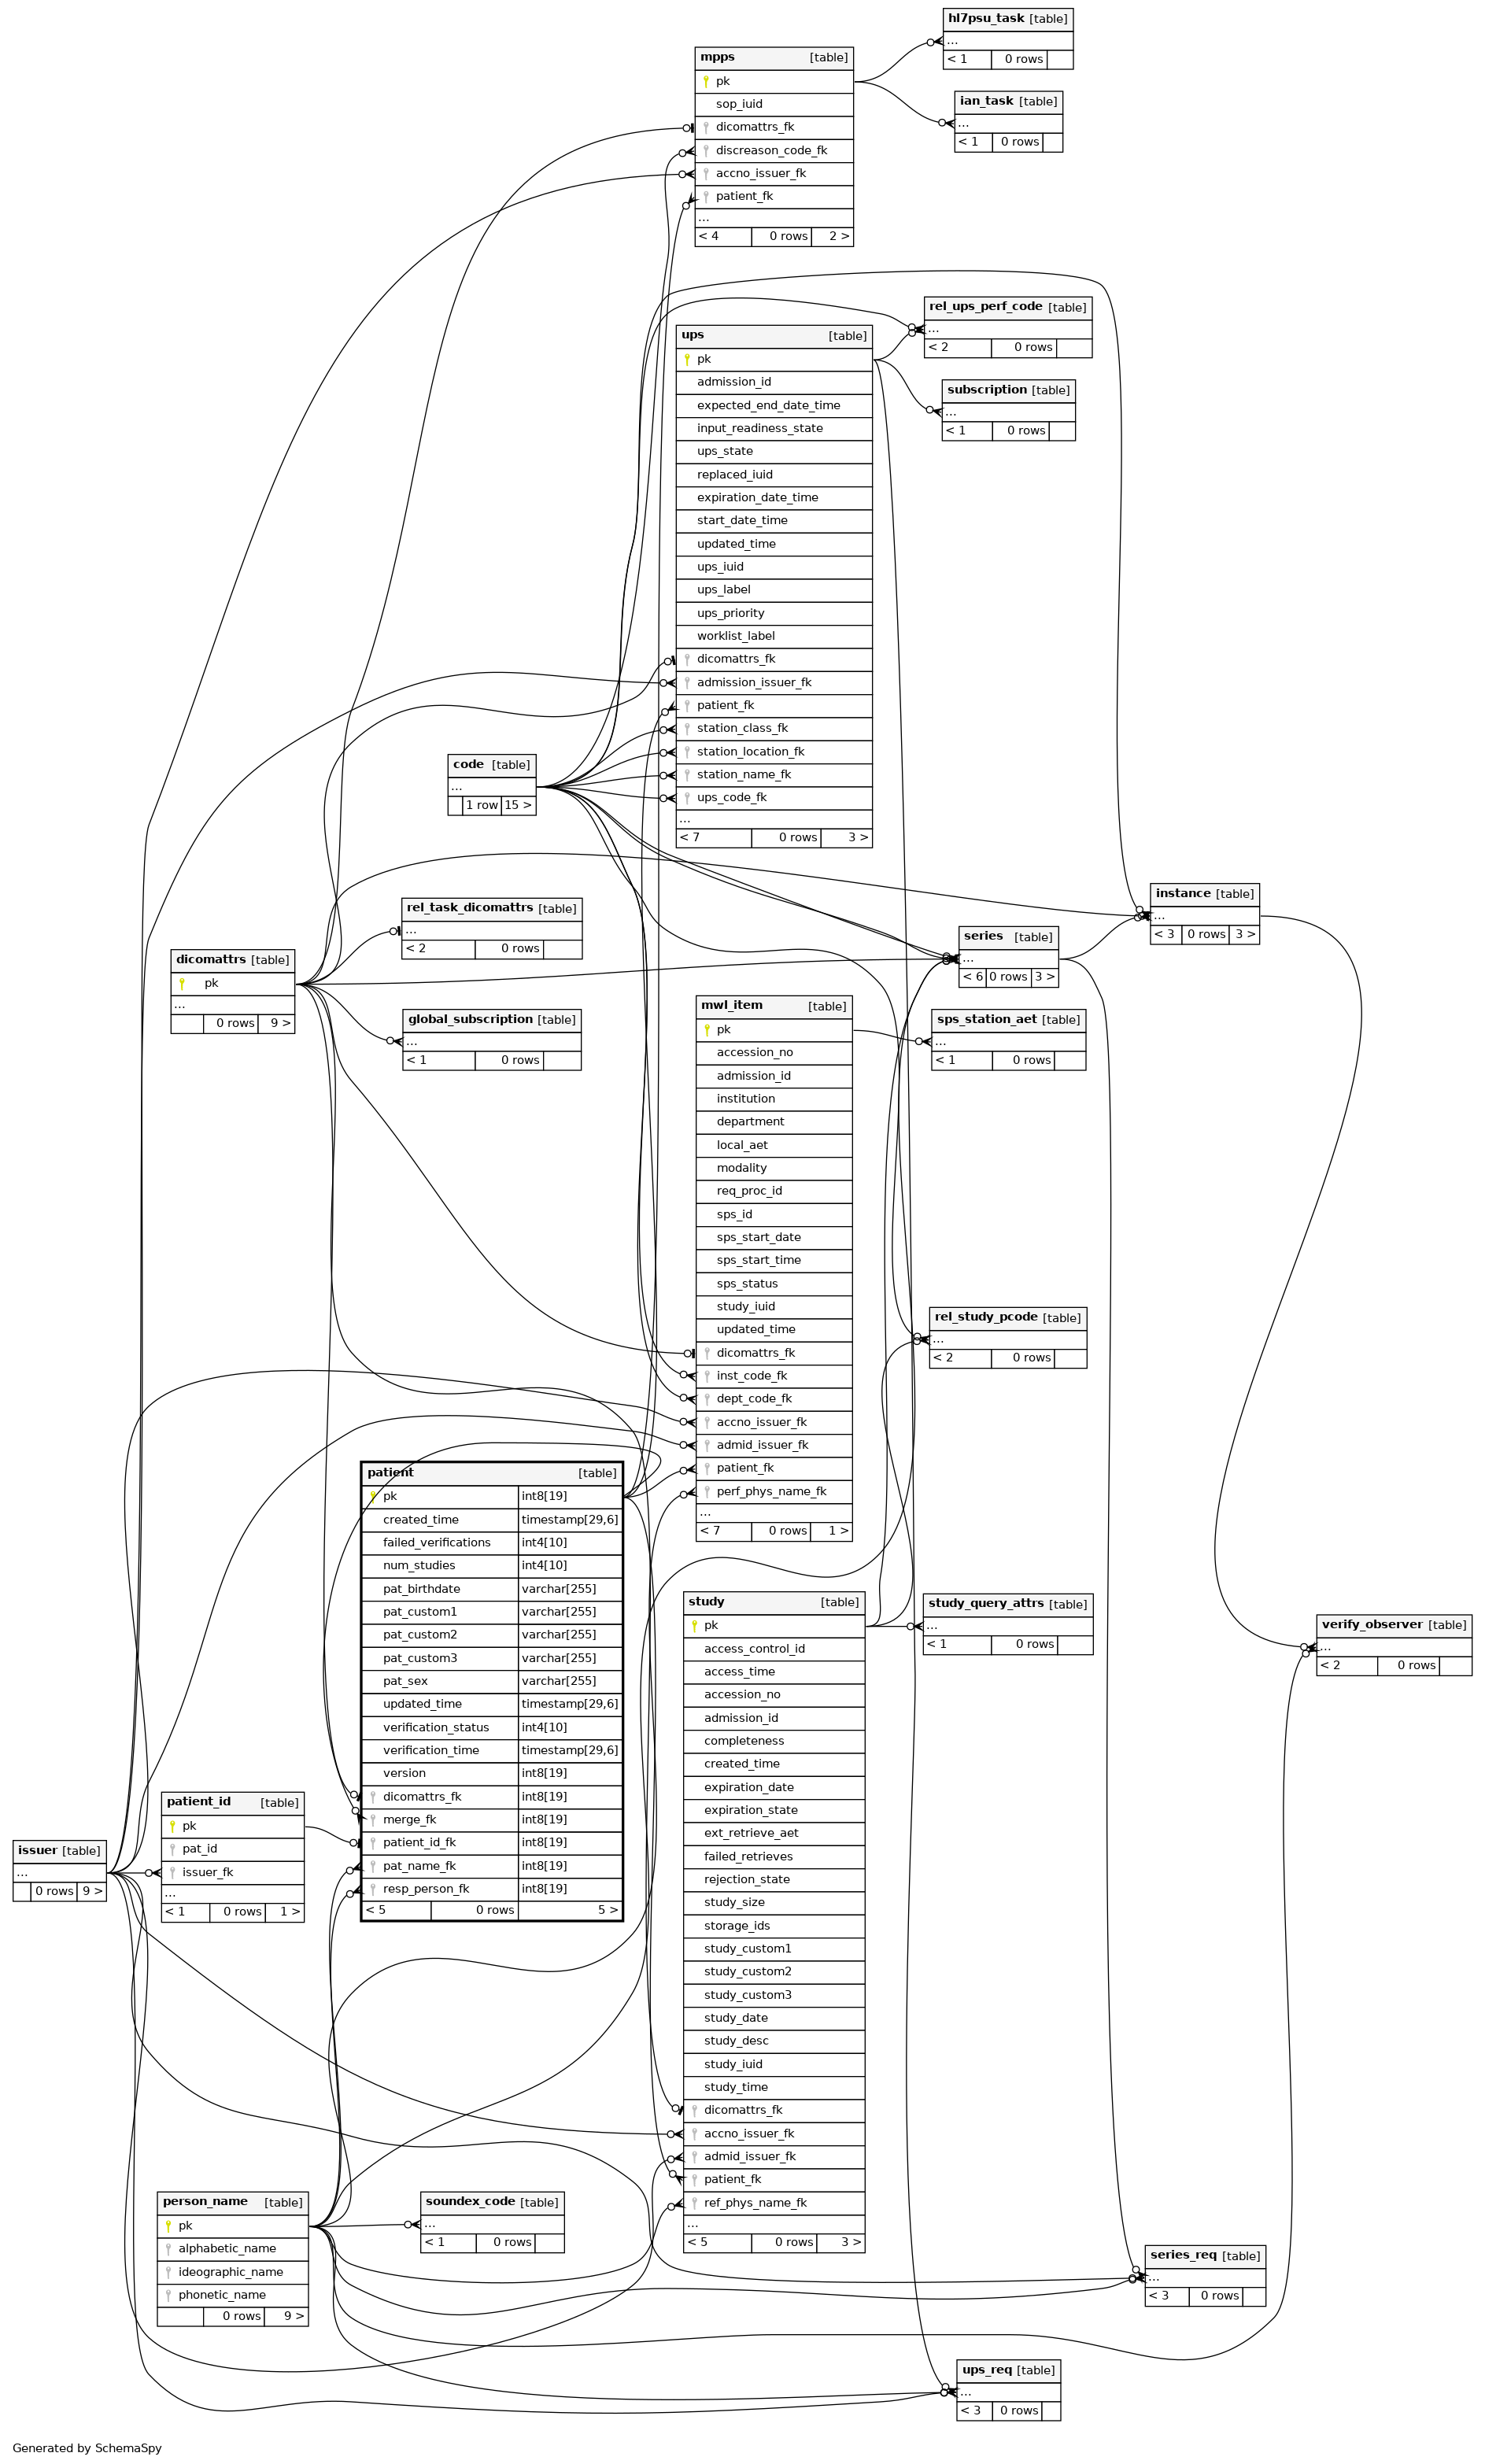 hl7psu_task [table]
...
< 1 0 rows
mpps [table]
pk
sop_iuid
dicomattrs_fk
discreason_code_fk
accno_issuer_fk
patient_fk
...
< 4 0 rows 2 >
ian_task [table]
...
< 1 0 rows
rel_ups_perf_code [table]
...
< 2 0 rows
ups [table]
pk
admission_id
expected_end_date_time
input_readiness_state
ups_state
replaced_iuid
expiration_date_time
start_date_time
updated_time
ups_iuid
ups_label
ups_priority
worklist_label
dicomattrs_fk
admission_issuer_fk
patient_fk
station_class_fk
station_location_fk
station_name_fk
ups_code_fk
...
< 7 0 rows 3 >
subscription [table]
...
< 1 0 rows
code [table]
...
1 row 15 >
instance [table]
...
< 3 0 rows 3 >
rel_task_dicomattrs [table]
...
< 2 0 rows
series [table]
...
< 6 0 rows 3 >
dicomattrs [table]
pk
...
0 rows 9 >
global_subscription [table]
...
< 1 0 rows
mwl_item [table]
pk
accession_no
admission_id
institution
department
local_aet
modality
req_proc_id
sps_id
sps_start_date
sps_start_time
sps_status
study_iuid
updated_time
dicomattrs_fk
inst_code_fk
dept_code_fk
accno_issuer_fk
admid_issuer_fk
patient_fk
perf_phys_name_fk
...
< 7 0 rows 1 >
sps_station_aet [table]
...
< 1 0 rows
rel_study_pcode [table]
...
< 2 0 rows
patient [table]
pk int8[19]
created_time timestamp[29,6]
failed_verifications int4[10]
num_studies int4[10]
pat_birthdate varchar[255]
pat_custom1 varchar[255]
pat_custom2 varchar[255]
pat_custom3 varchar[255]
pat_sex varchar[255]
updated_time timestamp[29,6]
verification_status int4[10]
verification_time timestamp[29,6]
version int8[19]
dicomattrs_fk int8[19]
merge_fk int8[19]
patient_id_fk int8[19]
pat_name_fk int8[19]
resp_person_fk int8[19]
< 5 0 rows 5 >
study [table]
pk
access_control_id
access_time
accession_no
admission_id
completeness
created_time
expiration_date
expiration_state
ext_retrieve_aet
failed_retrieves
rejection_state
study_size
storage_ids
study_custom1
study_custom2
study_custom3
study_date
study_desc
study_iuid
study_time
dicomattrs_fk
accno_issuer_fk
admid_issuer_fk
patient_fk
ref_phys_name_fk
...
< 5 0 rows 3 >
study_query_attrs [table]
...
< 1 0 rows
verify_observer [table]
...
< 2 0 rows
patient_id [table]
pk
pat_id
issuer_fk
...
< 1 0 rows 1 >
issuer [table]
...
0 rows 9 >
person_name [table]
pk
alphabetic_name
ideographic_name
phonetic_name
0 rows 9 >
soundex_code [table]
...
< 1 0 rows
series_req [table]
...
< 3 0 rows
ups_req [table]
...
< 3 0 rows
Generated by SchemaSpy